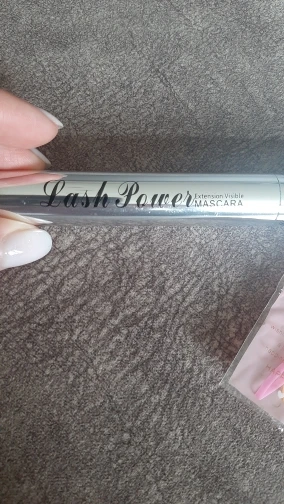 Lash Power
Extension Visible
MASCARA